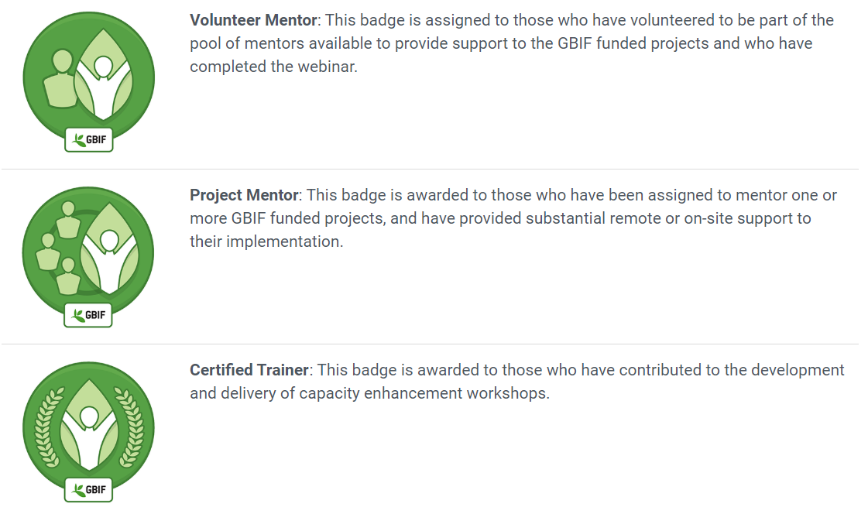 Volunteer Mentor: This badge is assigned to those who have volunteered to be part of the
pool of mentors available to provide support to the GBIF funded projects and who have
completed the webinar.
GBIF
Project Mentor: This badge is awarded to those who have been assigned to mentor one or
more GBIF funded projects, and have provided substantial remote or on-site support to
their implementation.
GBIF
Certified Trainer: This badge is awarded to those who have contributed to the development
and delivery of capacity enhancement workshops.
GBIF